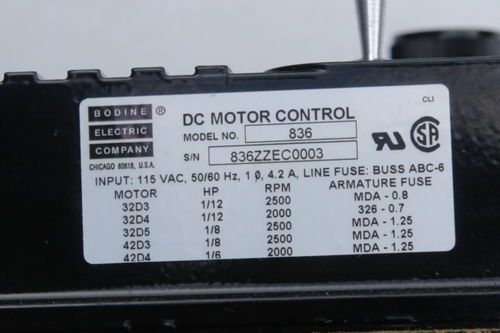 CLI
BODINE ®
ELECTRIC
COMPANY
CHICAGO 60618, U.S.A.
DC MOTOR CONTROL
MODEL NO. 836
S/N 836ZZEC0003
INPUT: 115 VAC, 50/60 Hz, 1 Ø, 4.2 A, LINE FUSE: BUSS ABC-6
MOTOR HP RPM ARMATURE FUSE
32D3 1/12 2500 MDA - 0.8
32D4 1/12 2000 326 - 0.7
32D5 1/8 2500 MDA - 1.25
42D3 1/8 2500 MDA - 1.25
42D4 1/6 2000 MDA - 1.25